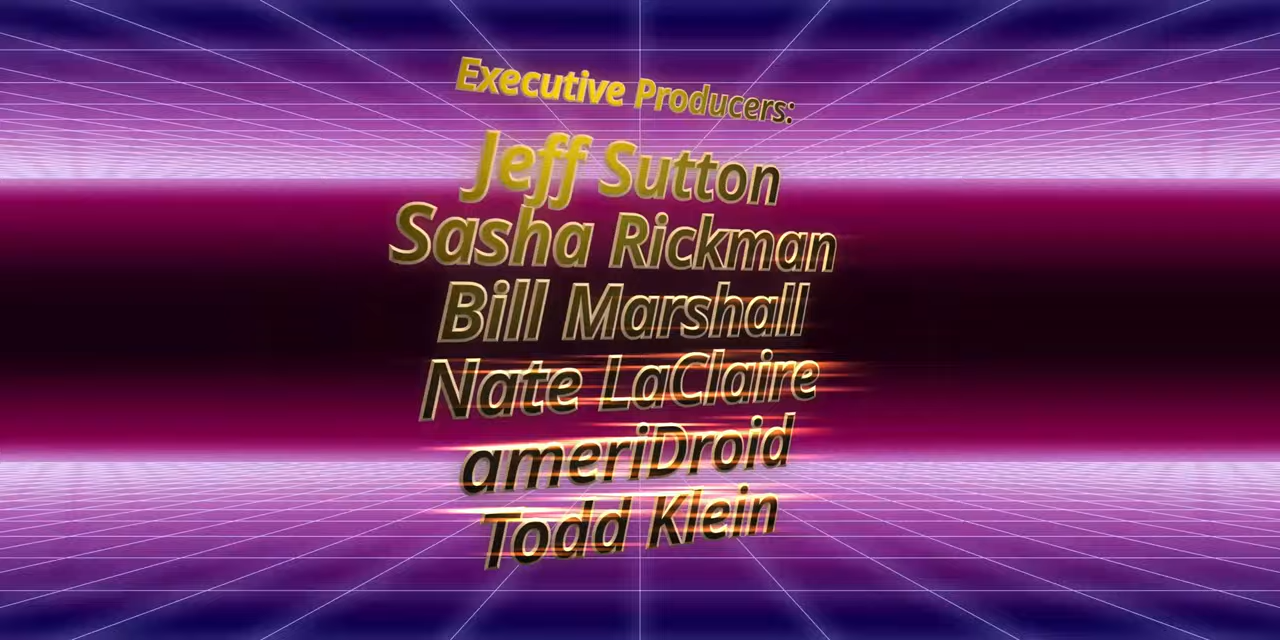 Executive Producers:
Jeff Sutton
Sasha Rickman
Bill Marshall
Nate LaClaire
ameriDroid
Todd Klein